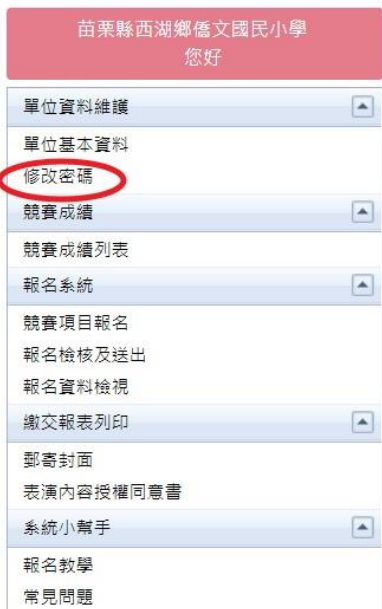 苗栗縣西湖鄉僑文國民小學
您好
單位資料維護
單位基本資料
修改密碼
競賽成績
競賽成績列表
報名系統
競賽項目報名
報名檢核及送出
報名資料檢視
繳交報表列印
郵寄封面
表演內容授權同意書
系統小幫手
報名教學
常見問題